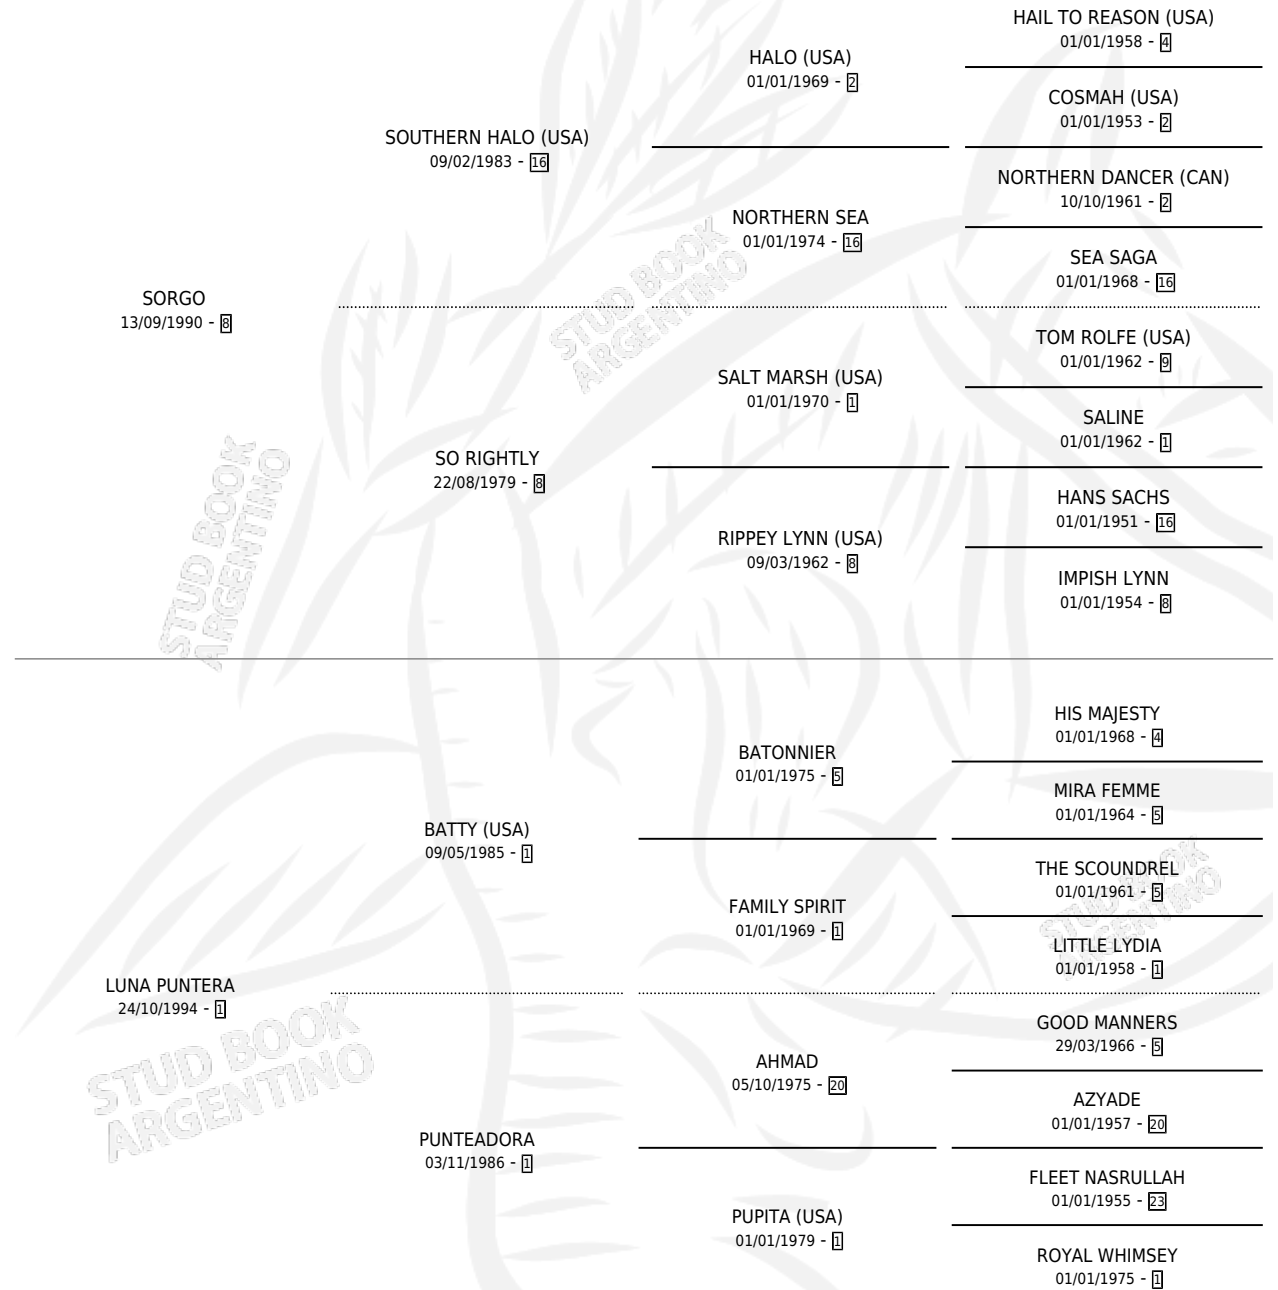 HAIL TO REASON (USA)
01/01/1958 - 4
HALO (USA)
01/01/1969 - 2
COSMAH (USA)
01/01/1953 - 2
SOUTHERN HALO (USA)
09/02/1983 - 16
NORTHERN DANCER (CAN)
10/10/1961 - 2
NORTHERN SEA
01/01/1974 - 16
SEA SAGA
01/01/1968 - 16
SORGO
13/09/1990 - 8
TOM ROLFE (USA)
01/01/1962 - 9
SALT MARSH (USA)
01/01/1970 - 1
SALINE
01/01/1962 - 1
SO RIGHTLY
22/08/1979 - 8
HANS SACHS
01/01/1951 - 16
RIPPEY LYNN (USA)
09/03/1962 - 8
IMPISH LYNN
01/01/1954 - 8
HIS MAJESTY
01/01/1968 - 4
BATONNIER
01/01/1975 - 5
MIRA FEMME
01/01/1964 - 5
BATTY (USA)
09/05/1985 - 1
THE SCOUNDREL
01/01/1961 - 5
FAMILY SPIRIT
01/01/1969 - 1
LITTLE LYDIA
01/01/1958 - 1
LUNA PUNTERA
24/10/1994 - 1
GOOD MANNERS
29/03/1966 - 5
AHMAD
05/10/1975 - 20
AZYADE
01/01/1957 - 20
PUNTEADORA
03/11/1986 - 1
FLEET NASRULLAH
01/01/1955 - 23
PUPITA (USA)
01/01/1979 - 1
ROYAL WHIMSEY
01/01/1975 - 1
STUD BOOK
ARGENTINO
STUD BOOK
ARGENTINO
STUD BOOK
ARGENTINO
STUD BOOK
ARGENTINO